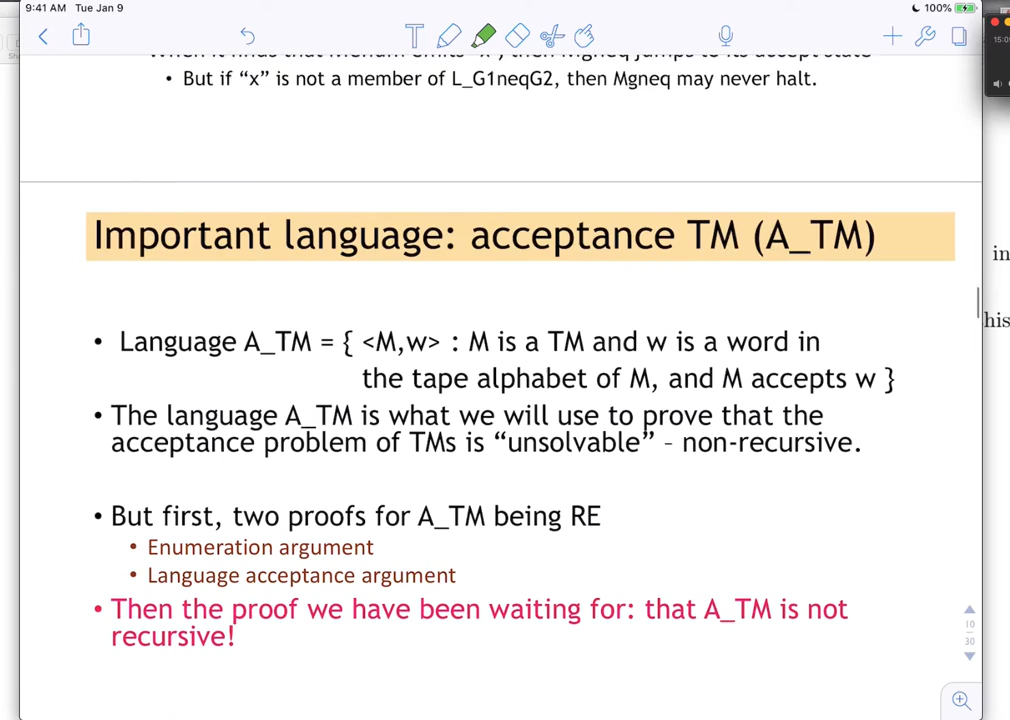 9:41 AM Tue Jan 9
100%
But if “x” is not a member of L_G1neqG2, then Mgneq may never halt.
Important language: acceptance TM (A_TM)
• Language A_TM = { <M,w> : M is a TM and w is a word in
the tape alphabet of M, and M accepts w }
• The language A_TM is what we will use to prove that the
acceptance problem of TMs is “unsolvable” – non-recursive.
• But first, two proofs for A_TM being RE
• Enumeration argument
• Language acceptance argument
• Then the proof we have been waiting for: that A_TM is not
recursive!
10
30
in
his